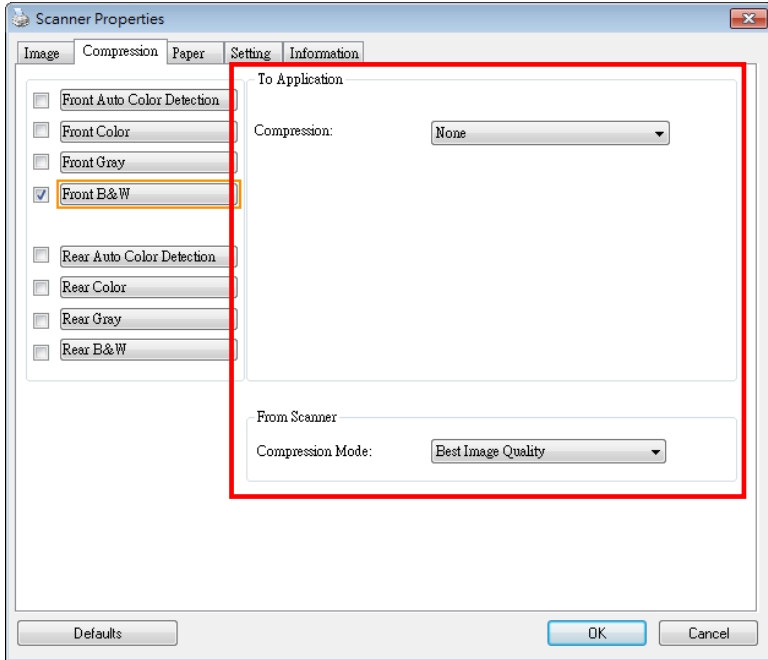 Scanner Properties
Image Compression Paper Setting Information
Front Auto Color Detection
Front Color
Front Gray
Front B&W
Rear Auto Color Detection
Rear Color
Rear Gray
Rear B&W
To Application
Compression: None
From Scanner
Compression Mode: Best Image Quality
Defaults OK Cancel